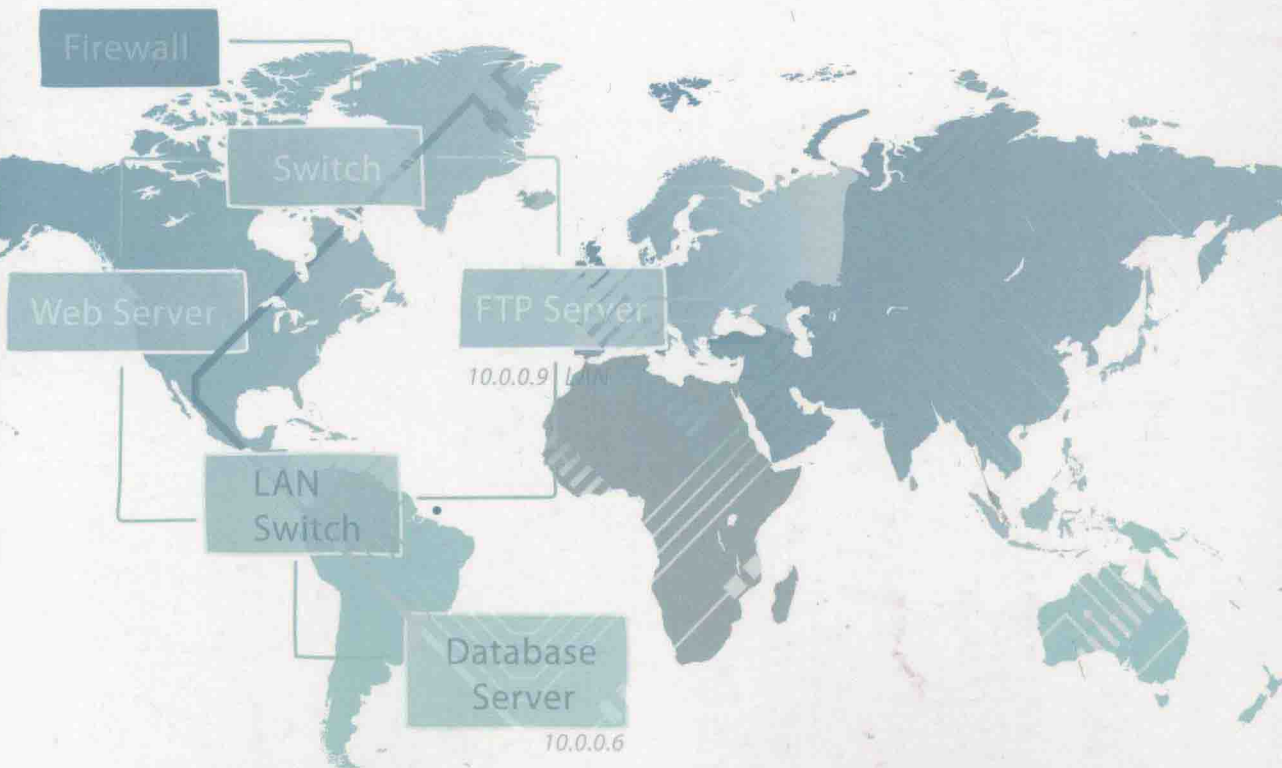 Firewall
Switch
Web Server
FTP Server
10.0.0.9 LAN
LAN
Switch
Database
Server
10.0.0.6